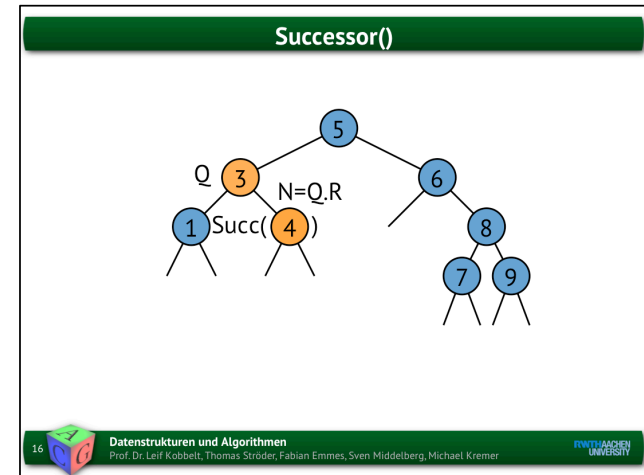 Successor()
5
Q 3 6
N=Q.R
1 Succ( 4 ) 8
7 9
16
A C G
Datenstrukturen und Algorithmen
Prof. Dr. Leif Kobbelt, Thomas Ströder, Fabian Emmes, Sven Middelberg, Michael Kremer
RWTHAACHEN
UNIVERSITY